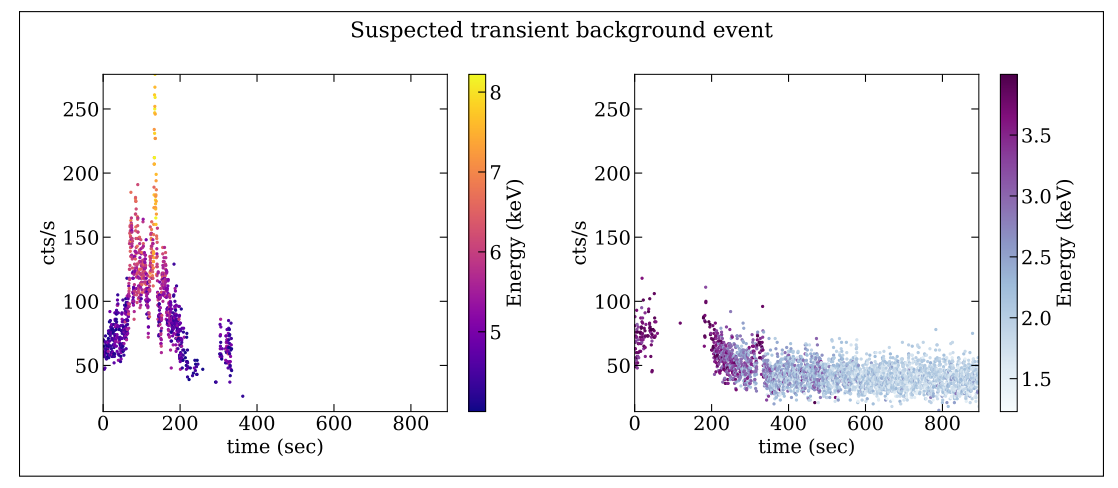 Suspected transient background event
cts/s
250
200
150
100
50
0 200 400 600 800
time (sec)
8
7
6
5
Energy (keV)
cts/s
250
200
150
100
50
0 200 400 600 800
time (sec)
3.5
3.0
2.5
2.0
1.5
Energy (keV)